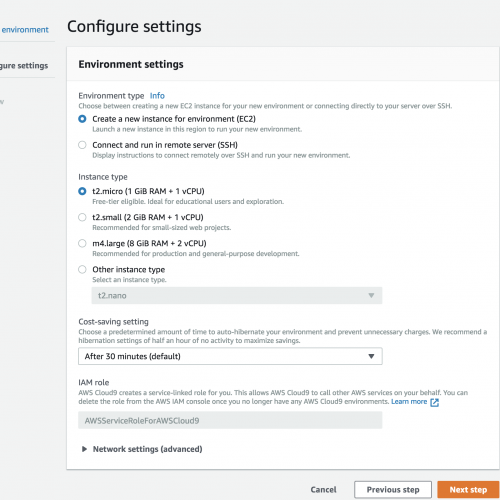 Configure settings
environment
gure settings
Environment settings
Environment type Info
Choose between creating a new EC2 instance for your new environment or connecting directly to your server over SSH.
Create a new instance for environment (EC2)
Launch a new instance in this region to run your new environment.
Connect and run in remote server (SSH)
Display instructions to connect remotely over SSH and run your new environment.
Instance type
t2.micro (1 GiB RAM + 1 vCPU)
Free-tier eligible. Ideal for educational users and exploration.
t2.small (2 GiB RAM + 1 vCPU)
Recommended for small-sized web projects.
m4.large (8 GiB RAM + 2 vCPU)
Recommended for production and general-purpose development.
Other instance type
Select an instance type.
t2.nano
Cost-saving setting
Choose a predetermined amount of time to auto-hibernate your environment and prevent unnecessary charges. We recommend a
hibernation settings of half an hour of no activity to maximize savings.
After 30 minutes (default)
IAM role
AWS Cloud9 creates a service-linked role for you. This allows AWS Cloud9 to call other AWS services on your behalf. You can
delete the role from the AWS IAM console once you no longer have any AWS Cloud9 environments. Learn more
AWSServiceRoleForAWSCloud9
Network settings (advanced)
Cancel
Previous step
Next step